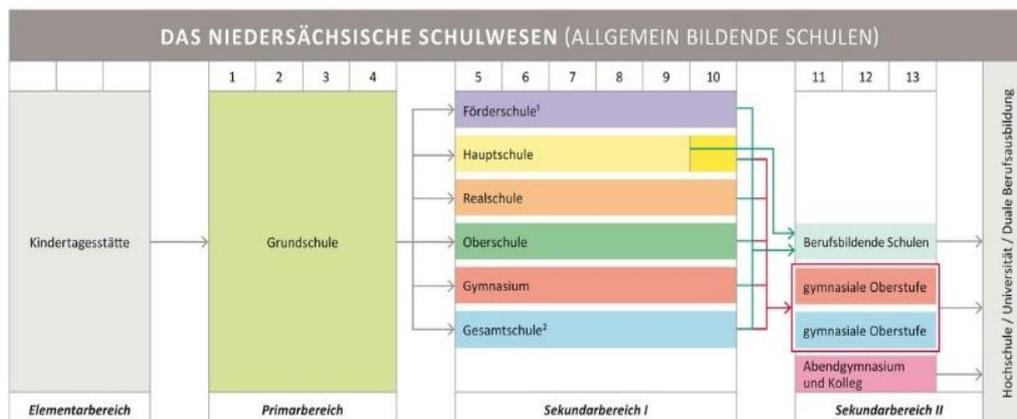 DAS NIEDERSÄCHSISCHE SCHULWESEN (ALLGEMEIN BILDENDE SCHULEN)
1 2 3 4 5 6 7 8 9 10 11 12 13
Kindertagesstätte
Grundschule
Förderschule¹
Hauptschule
Realschule
Oberschule
Gymnasium
Gesamtschule²
Berufsbildende Schulen
gymnasiale Oberstufe
gymnasiale Oberstufe
Abendgymnasium
und Kolleg
Hochschule / Universität / Duale Berufsausbildung
Elementarbereich Primarbereich Sekundarbereich I Sekundarbereich II